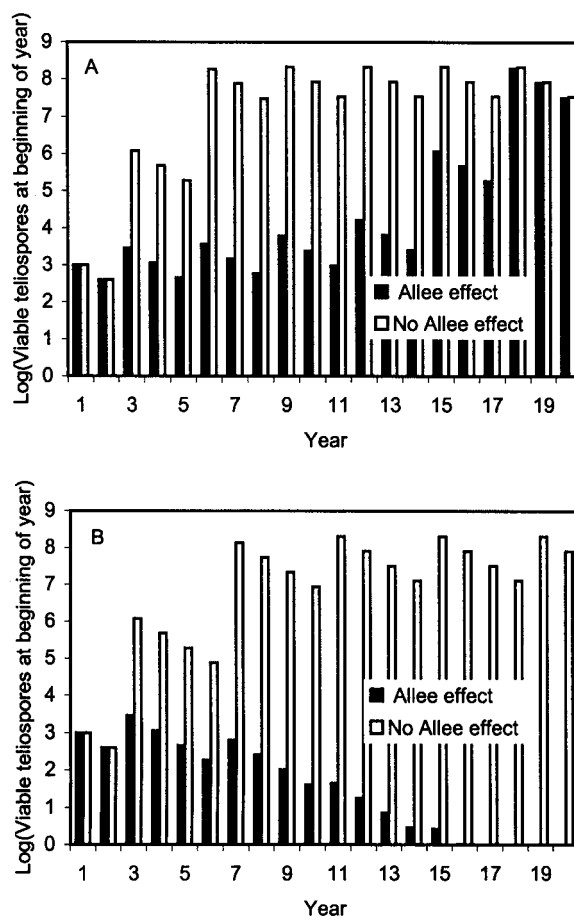 A
Log(Viable teliospores at beginning of year)
9
8
7
6
5
4
3
2
1
0
Allee effect
No Allee effect
1 3 5 7 9 11 13 15 17 19
Year
B
Log(Viable teliospores at beginning of year)
9
8
7
6
5
4
3
2
1
0
Allee effect
No Allee effect
1 3 5 7 9 11 13 15 17 19
Year